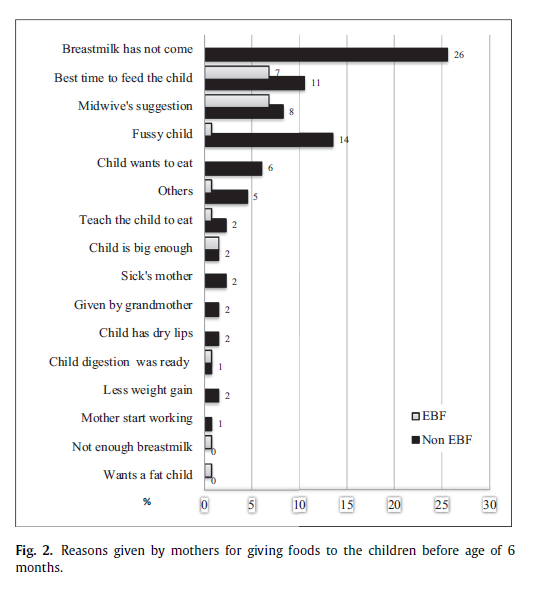 Breastmilk has not come 26
Best time to feed the child 7 11
Midwive's suggestion 8
Fussy child 14
Child wants to eat 6
Others 5
Teach the child to eat 2
Child is big enough 2
Sick's mother 2
Given by grandmother 2
Child has dry lips 2
Child digestion was ready 1
Less weight gain 2
Mother start working 1
Not enough breastmilk 0
Wants a fat child 0
EBF
Non EBF
% 0 5 10 15 20 25 30
Fig. 2. Reasons given by mothers for giving foods to the children before age of 6
months.